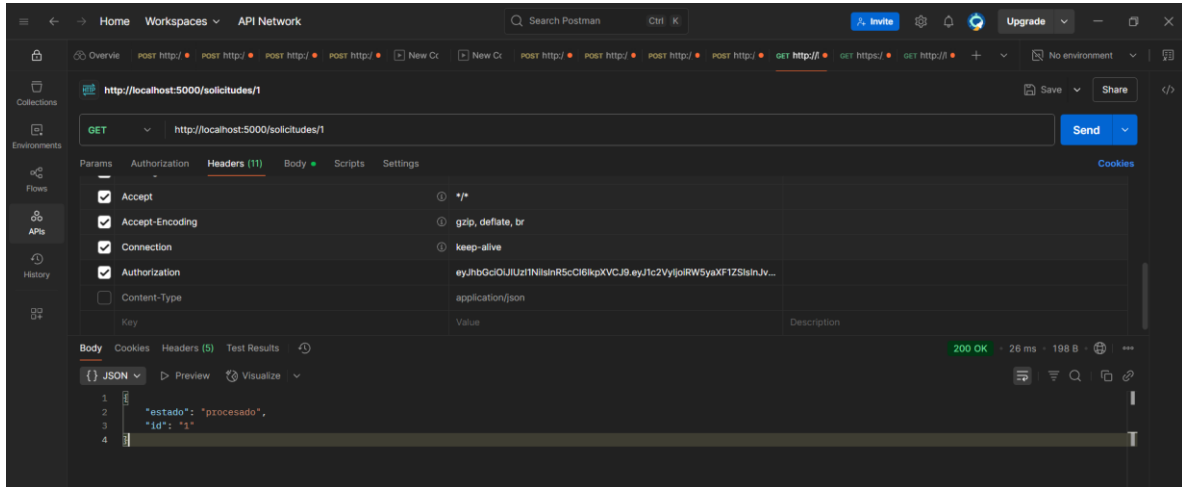 Home Workspaces API Network Search Postman Ctrl K Invite Upgrade
Overvie POST http:/ POST http:/ POST http:/ POST http:/ New Cc New Cc POST http:/ POST http:/ POST http:/ POST http:/ GET http://l GET https:/ GET http://l No environment
Collections
Environments
Flows
APIs
History
HTTP http://localhost:5000/solicitudes/1 Save Share
GET http://localhost:5000/solicitudes/1 Send
Params Authorization Headers (11) Body Scripts Settings Cookies
Accept */*
Accept-Encoding gzip, deflate, br
Connection keep-alive
Authorization
Content-Type application/json
Key Value Description
Body Cookies Headers (5) Test Results 200 OK 26 ms 198 B
{} JSON Preview Visualize
1 {
2 "estado": "procesado",
3 "id": "1"
4 }